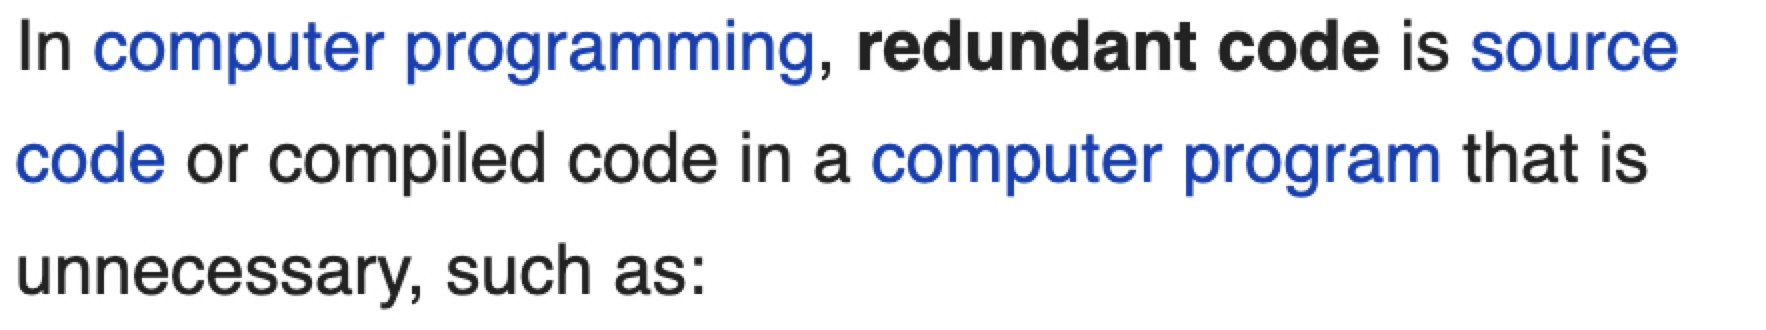 In computer programming, redundant code is source
code or compiled code in a computer program that is
unnecessary, such as: